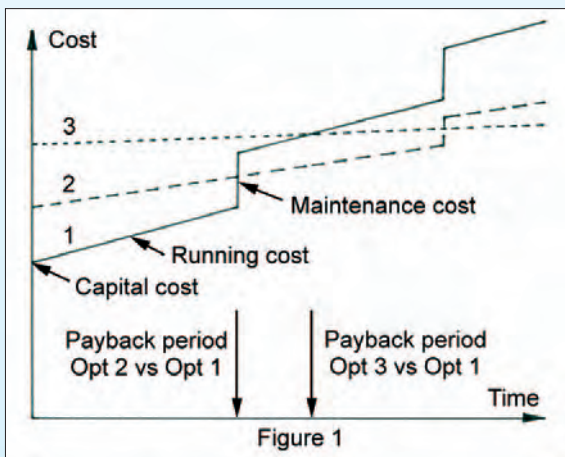 Cost
3
2
Maintenance cost
1
Running cost
Capital cost
Payback period
Opt 2 vs Opt 1
Payback period
Opt 3 vs Opt 1
Time
Figure 1